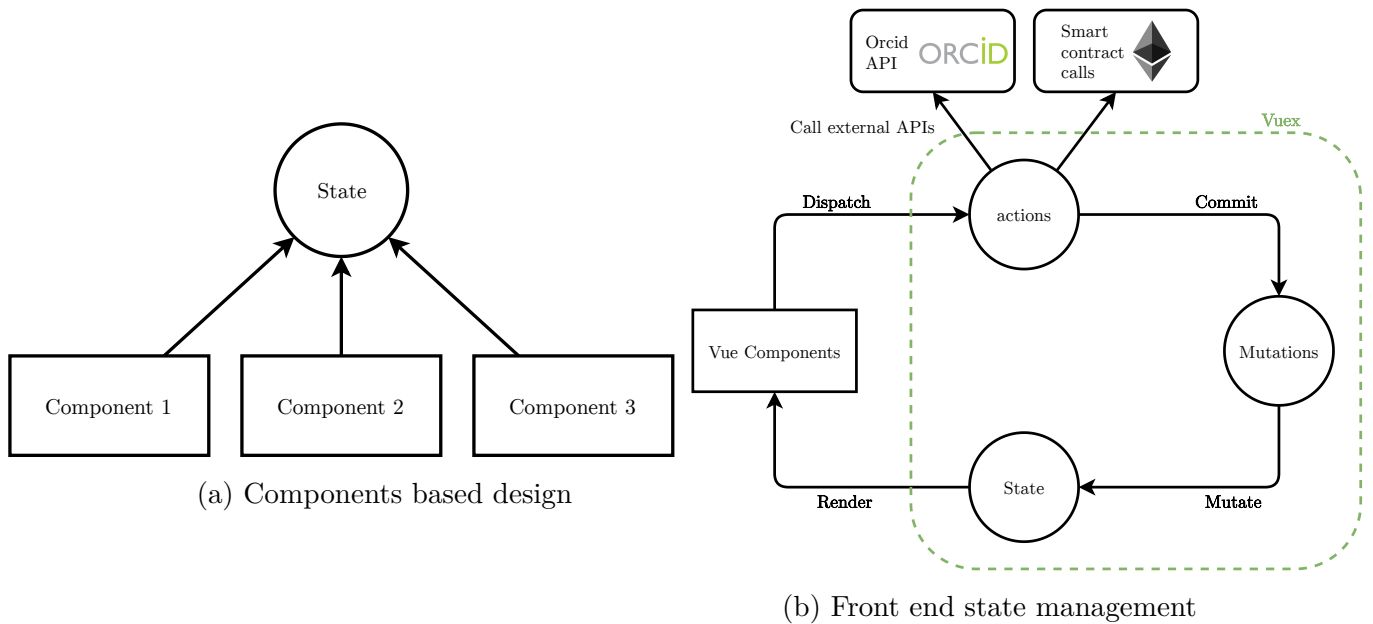 State
Component 1
Component 2
Component 3
(a) Components based design
Orcid
API
ORCID
Smart
contract
calls
Call external APIs
Vuex
Dispatch
actions
Commit
Vue Components
Mutations
State
Render
Mutate
(b) Front end state management